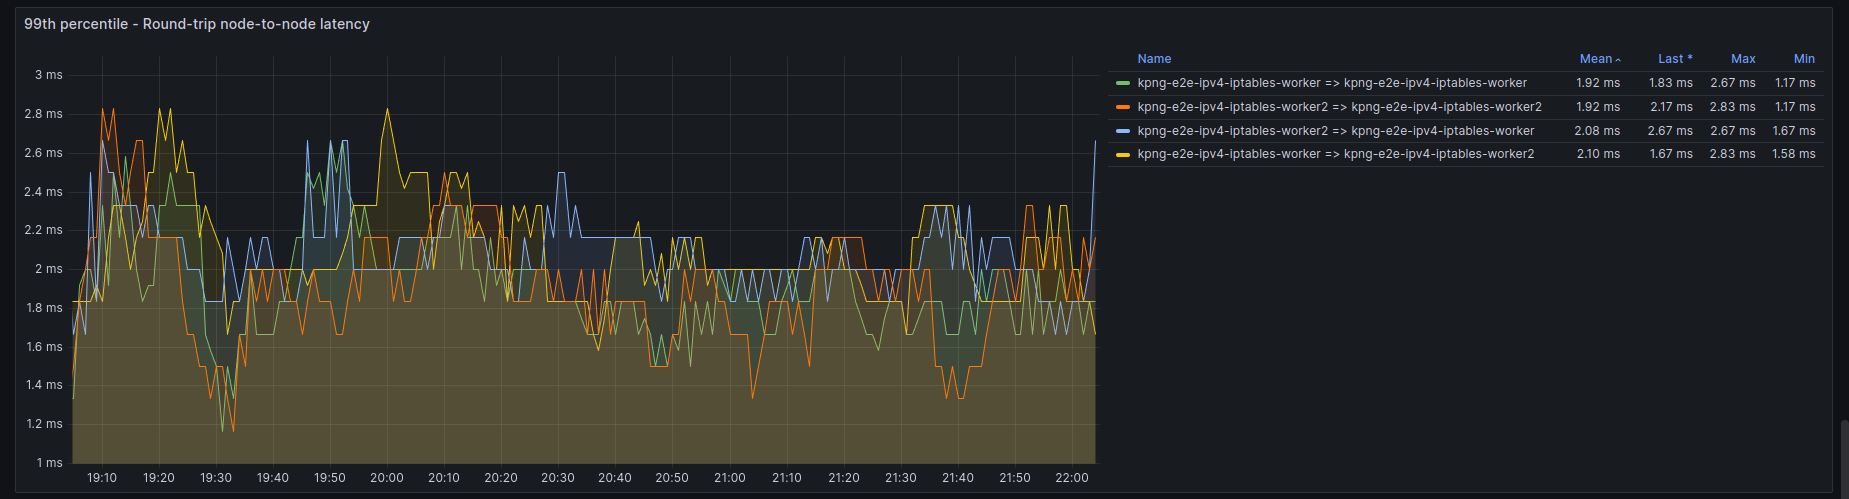 99th percentile - Round-trip node-to-node latency
3 ms
2.8 ms
2.6 ms
2.4 ms
2.2 ms
2 ms
1.8 ms
1.6 ms
1.4 ms
1.2 ms
1 ms
19:10 19:20 19:30 19:40 19:50 20:00 20:10 20:20 20:30 20:40 20:50 21:00 21:10 21:20 21:30 21:40 21:50 22:00
Name Mean Last * Max Min
kpng-e2e-ipv4-iptables-worker => kpng-e2e-ipv4-iptables-worker 1.92 ms 1.83 ms 2.67 ms 1.17 ms
kpng-e2e-ipv4-iptables-worker2 => kpng-e2e-ipv4-iptables-worker2 1.92 ms 2.17 ms 2.83 ms 1.17 ms
kpng-e2e-ipv4-iptables-worker2 => kpng-e2e-ipv4-iptables-worker 2.08 ms 2.67 ms 2.67 ms 1.67 ms
kpng-e2e-ipv4-iptables-worker => kpng-e2e-ipv4-iptables-worker2 2.10 ms 1.67 ms 2.83 ms 1.58 ms